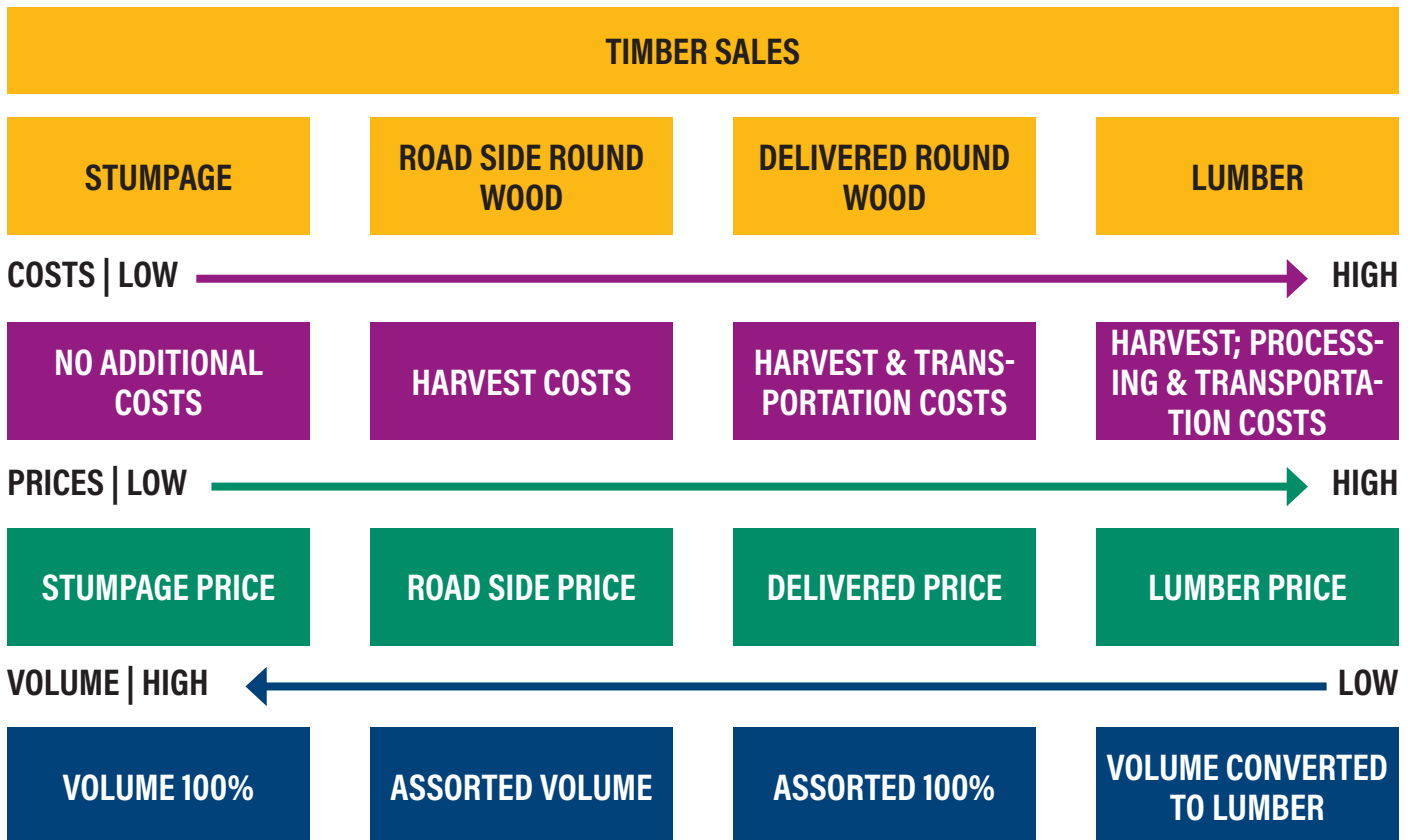 TIMBER SALES
STUMPAGE
ROAD SIDE ROUND
WOOD
DELIVERED ROUND
WOOD
LUMBER
COSTS | LOW
HIGH
NO ADDITIONAL
COSTS
HARVEST COSTS
HARVEST & TRANS-
PORTATION COSTS
HARVEST; PROCESS-
ING & TRANSPORTA-
TION COSTS
PRICES | LOW
HIGH
STUMPAGE PRICE
ROAD SIDE PRICE
DELIVERED PRICE
LUMBER PRICE
VOLUME | HIGH
LOW
VOLUME 100%
ASSORTED VOLUME
ASSORTED 100%
VOLUME CONVERTED
TO LUMBER